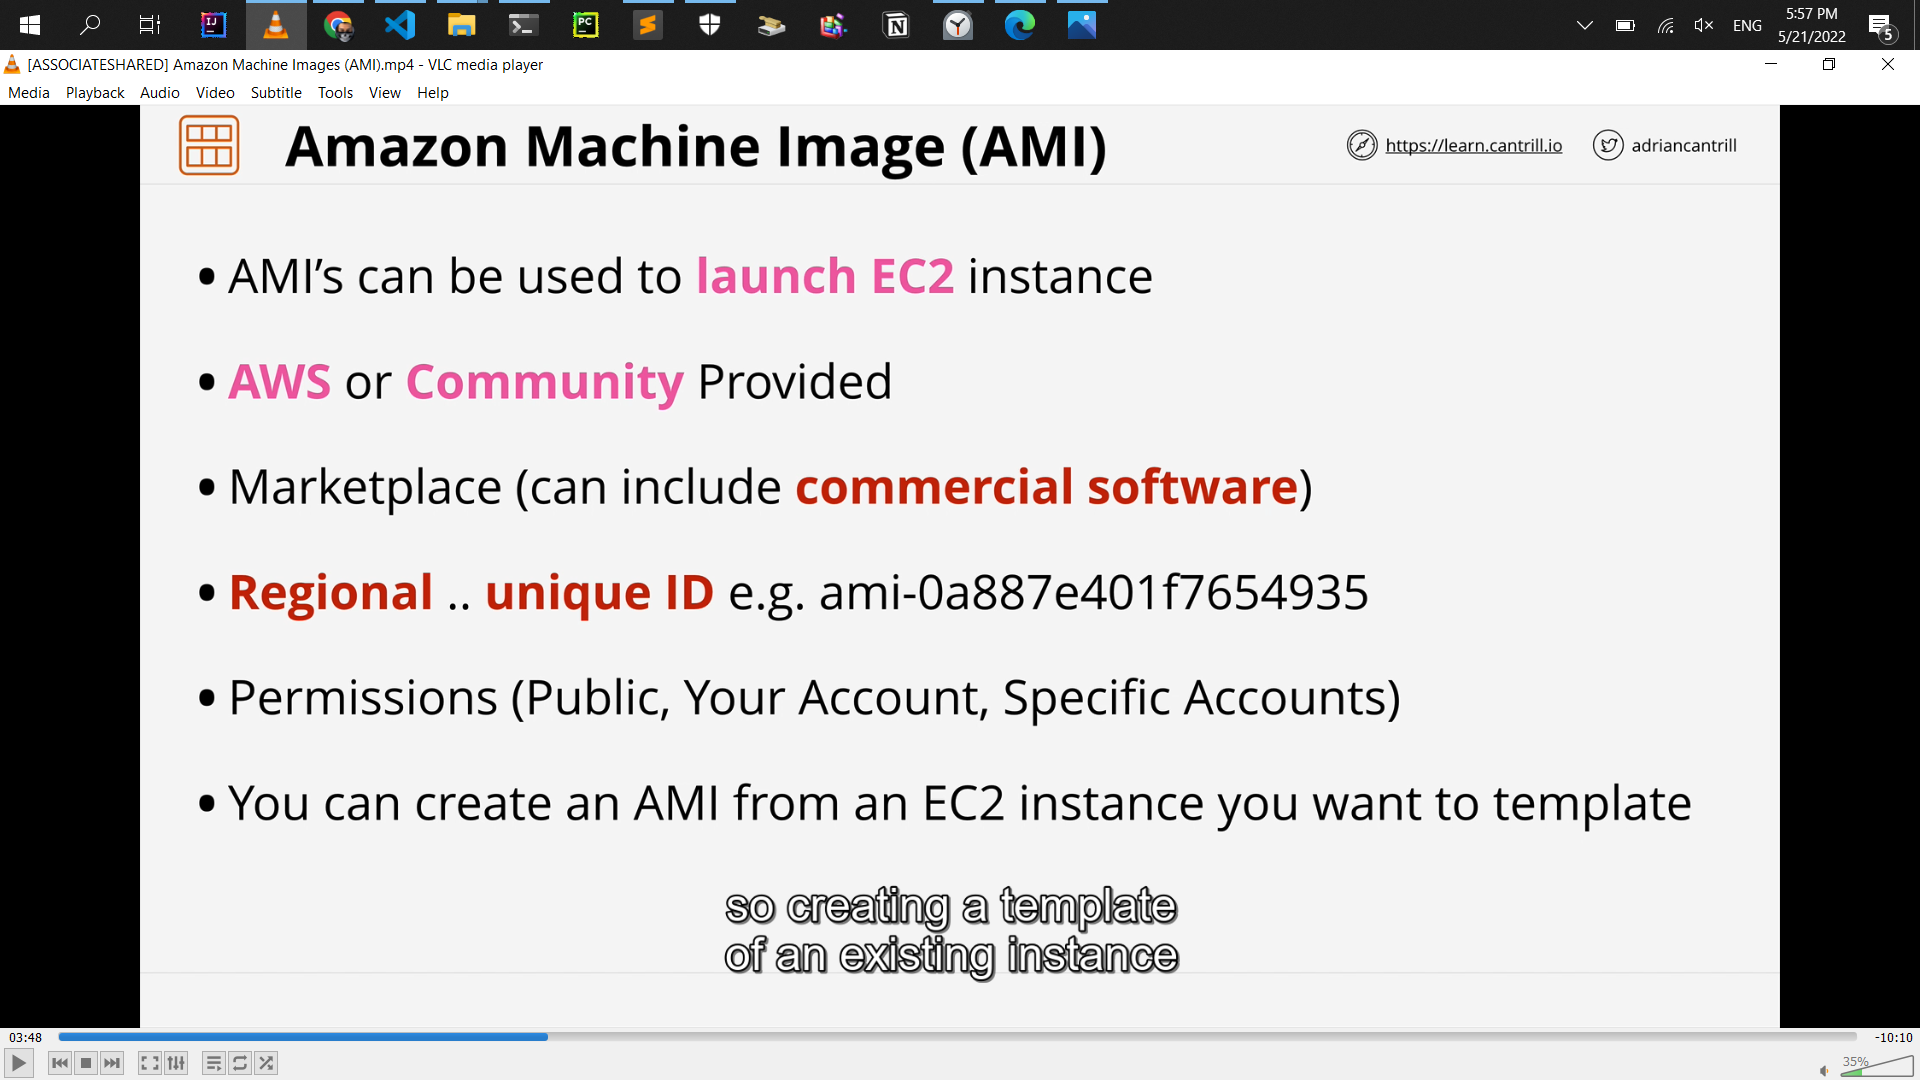 5:57 PM
ENG
5/21/2022
5
[ASSOCIATESHARED] Amazon Machine Images (AMI).mp4 - VLC media player
Media Playback Audio Video Subtitle Tools View Help
Amazon Machine Image (AMI)
https://learn.cantrill.io
adriancantrill
• AMI’s can be used to launch EC2 instance
• AWS or Community Provided
• Marketplace (can include commercial software)
• Regional .. unique ID e.g. ami-0a887e401f7654935
• Permissions (Public, Your Account, Specific Accounts)
• You can create an AMI from an EC2 instance you want to template
so creating a template
of an existing instance
03:48
-10:10
35%